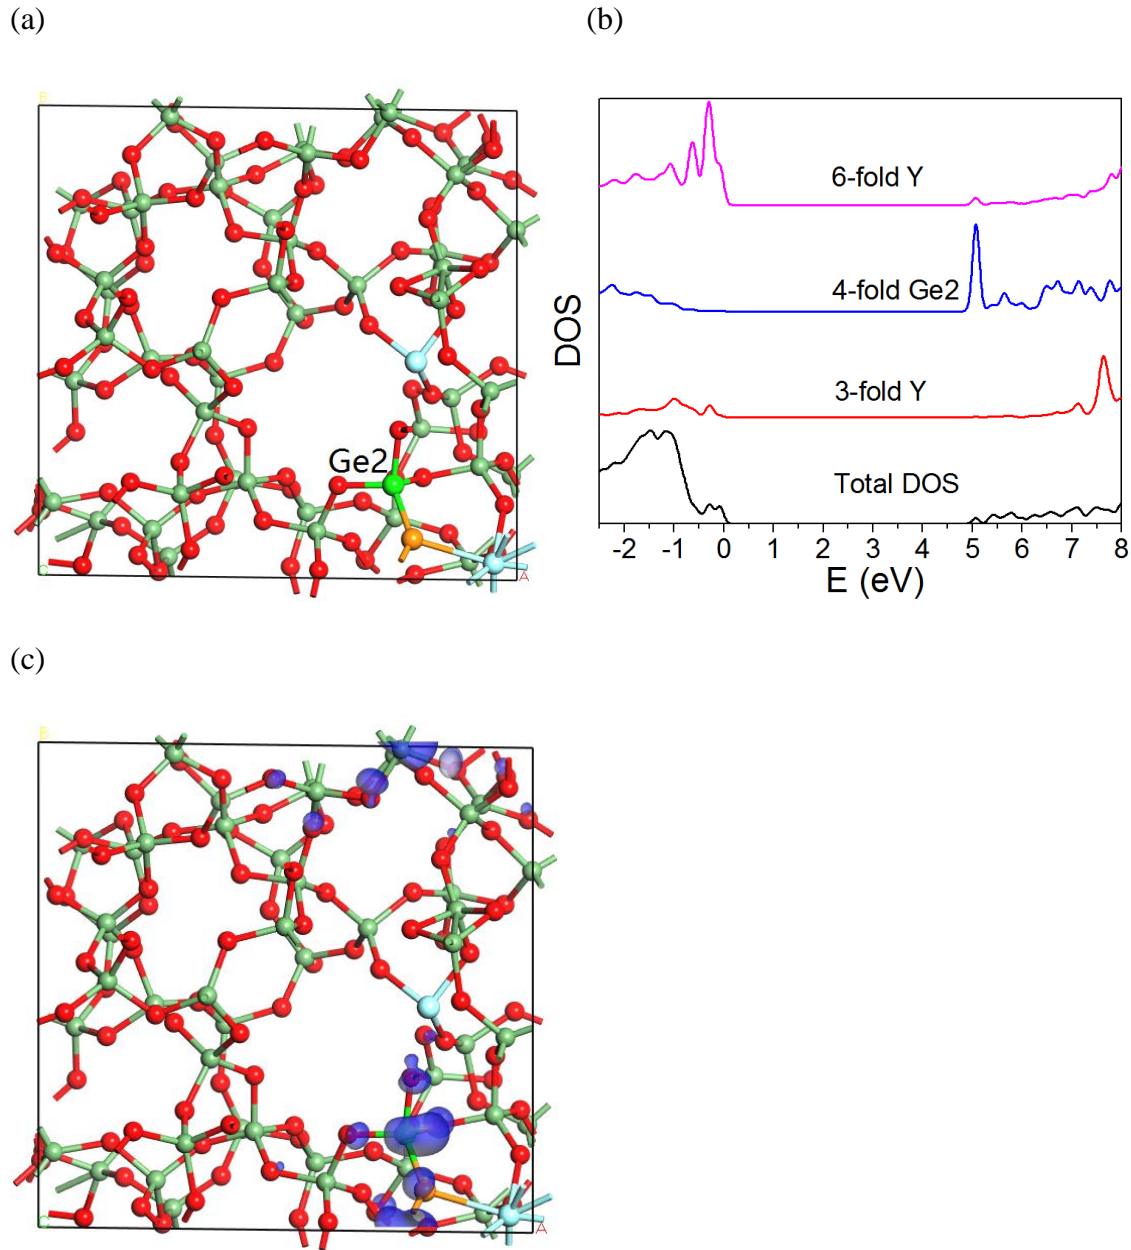 (a)
(b)
B
Ge2
C
A
6-fold Y
4-fold Ge2
3-fold Y
Total DOS
DOS
-2 -1 0 1 2 3 4 5 6 7 8
E (eV)
(c)
B
C
A